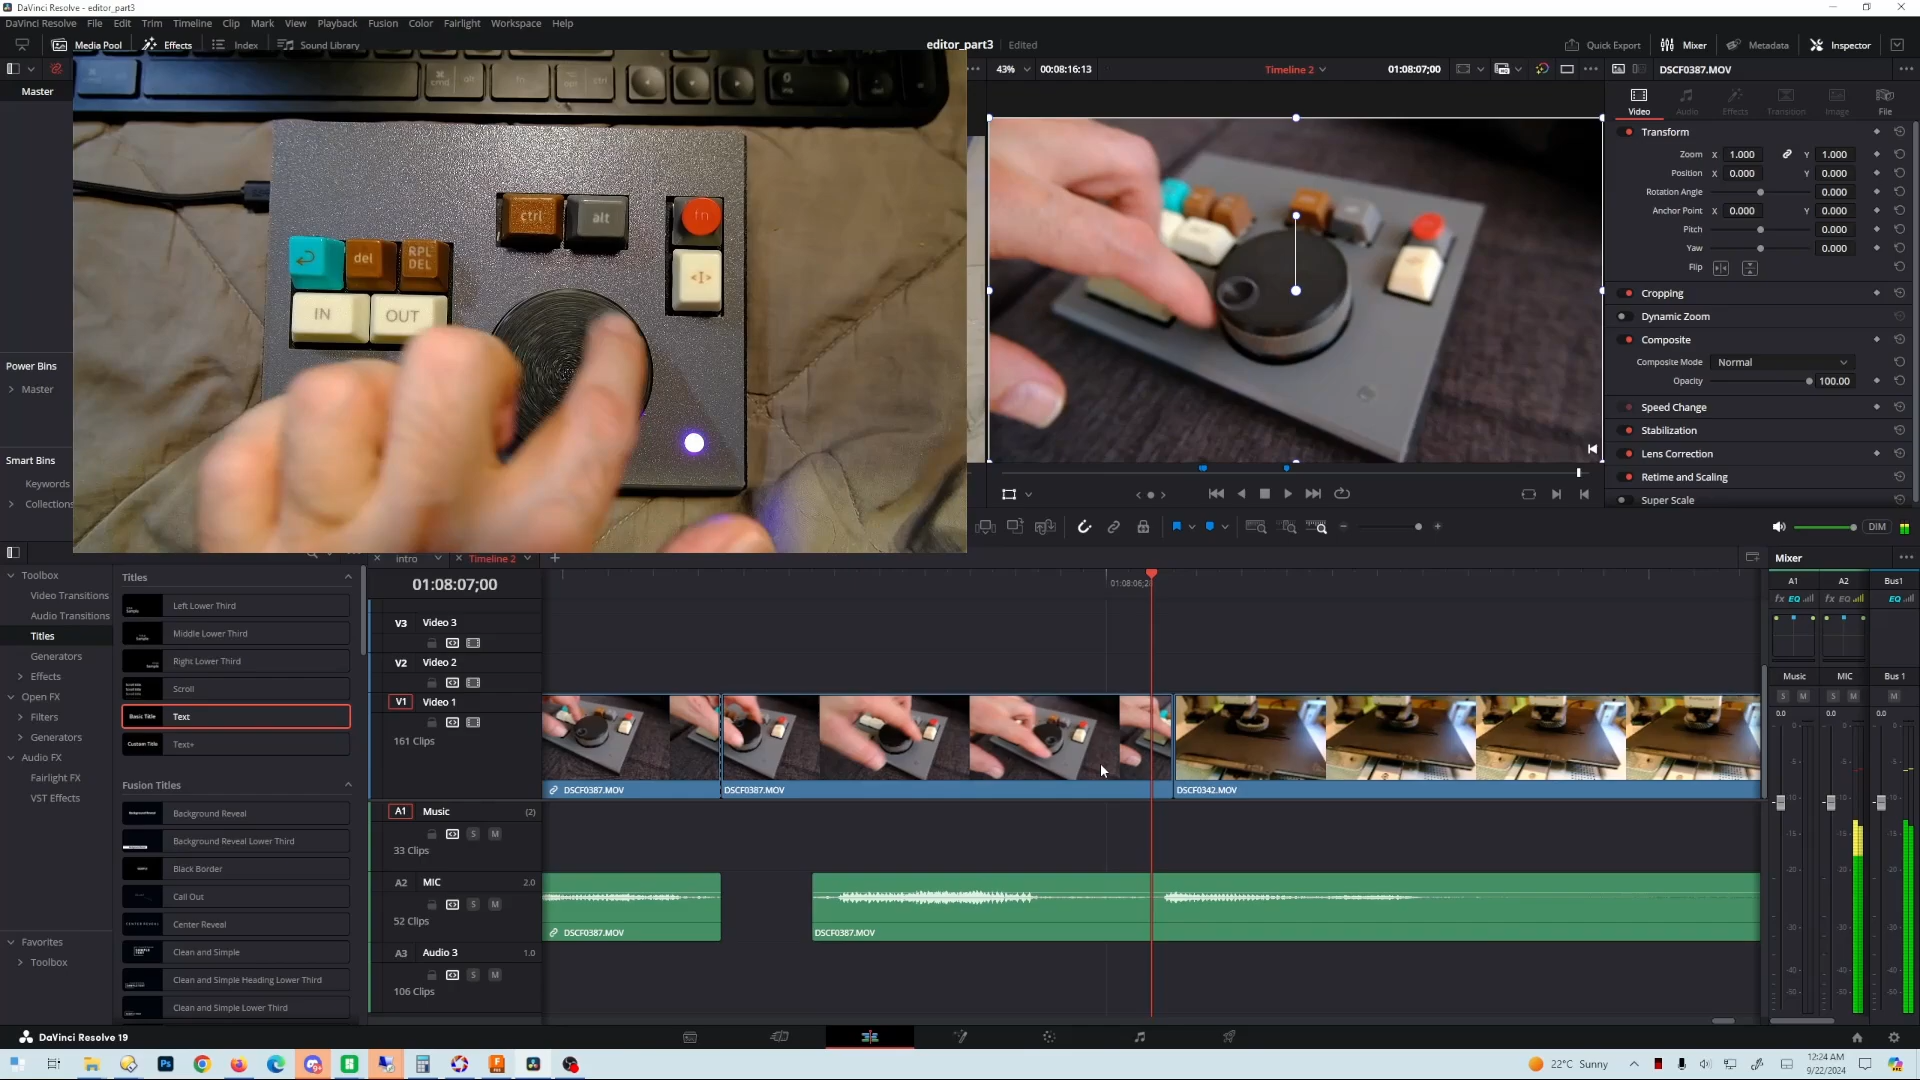 DaVinci Resolve - editor_part3
DaVinci Resolve File Edit Trim Timeline Clip Mark View Playback Fusion Color Fairlight Workspace Help
Media Pool Effects Index Sound Library
editor_part3 Edited
Quick Export Mixer Metadata Inspector
Master
43% 00:08:16:13 Timeline 2 01:08:07;00
DSCF0387.MOV
Video Audio Effects Transition Image File
Transform
Zoom X 1.000 Y 1.000
Position X 0.000 Y 0.000
Rotation Angle 0.000
Anchor Point X 0.000 Y 0.000
Pitch 0.000
Yaw 0.000
Flip
Cropping
Dynamic Zoom
Composite
Composite Mode Normal
Opacity 100.00
Speed Change
Stabilization
Lens Correction
Retime and Scaling
Super Scale
cmd alt fn ctrl
ctrl alt fn
del RPL DEL
IN OUT
Power Bins
Master
Smart Bins
Keywords
Collections
DIM
intro Timeline 2
01:08:07;00
Toolbox
Video Transitions
Audio Transitions
Titles
Generators
Effects
Open FX
Filters
Generators
Audio FX
Fairlight FX
VST Effects
Favorites
Toolbox
Titles
Left Lower Third
Middle Lower Third
Right Lower Third
Scroll
Basic Title Text
Custom Title Text+
Fusion Titles
Background Reveal
Background Reveal Lower Third
Black Border
Call Out
Center Reveal
Clean and Simple
Clean and Simple Heading Lower Third
Clean and Simple Lower Third
V3 Video 3
V2 Video 2
V1 Video 1
161 Clips
DSCF0387.MOV DSCF0387.MOV DSCF0342.MOV
A1 Music (2)
S M
33 Clips
A2 MIC 2.0
S M
52 Clips
DSCF0387.MOV DSCF0387.MOV
A3 Audio 3 1.0
S M
106 Clips
Mixer
A1 A2 Bus1
fx EQ fx EQ EQ
Music MIC Bus 1
S M S M M
0.0 0.0 0.0
DaVinci Resolve 19
22°C Sunny
12:24 AM
9/22/2024